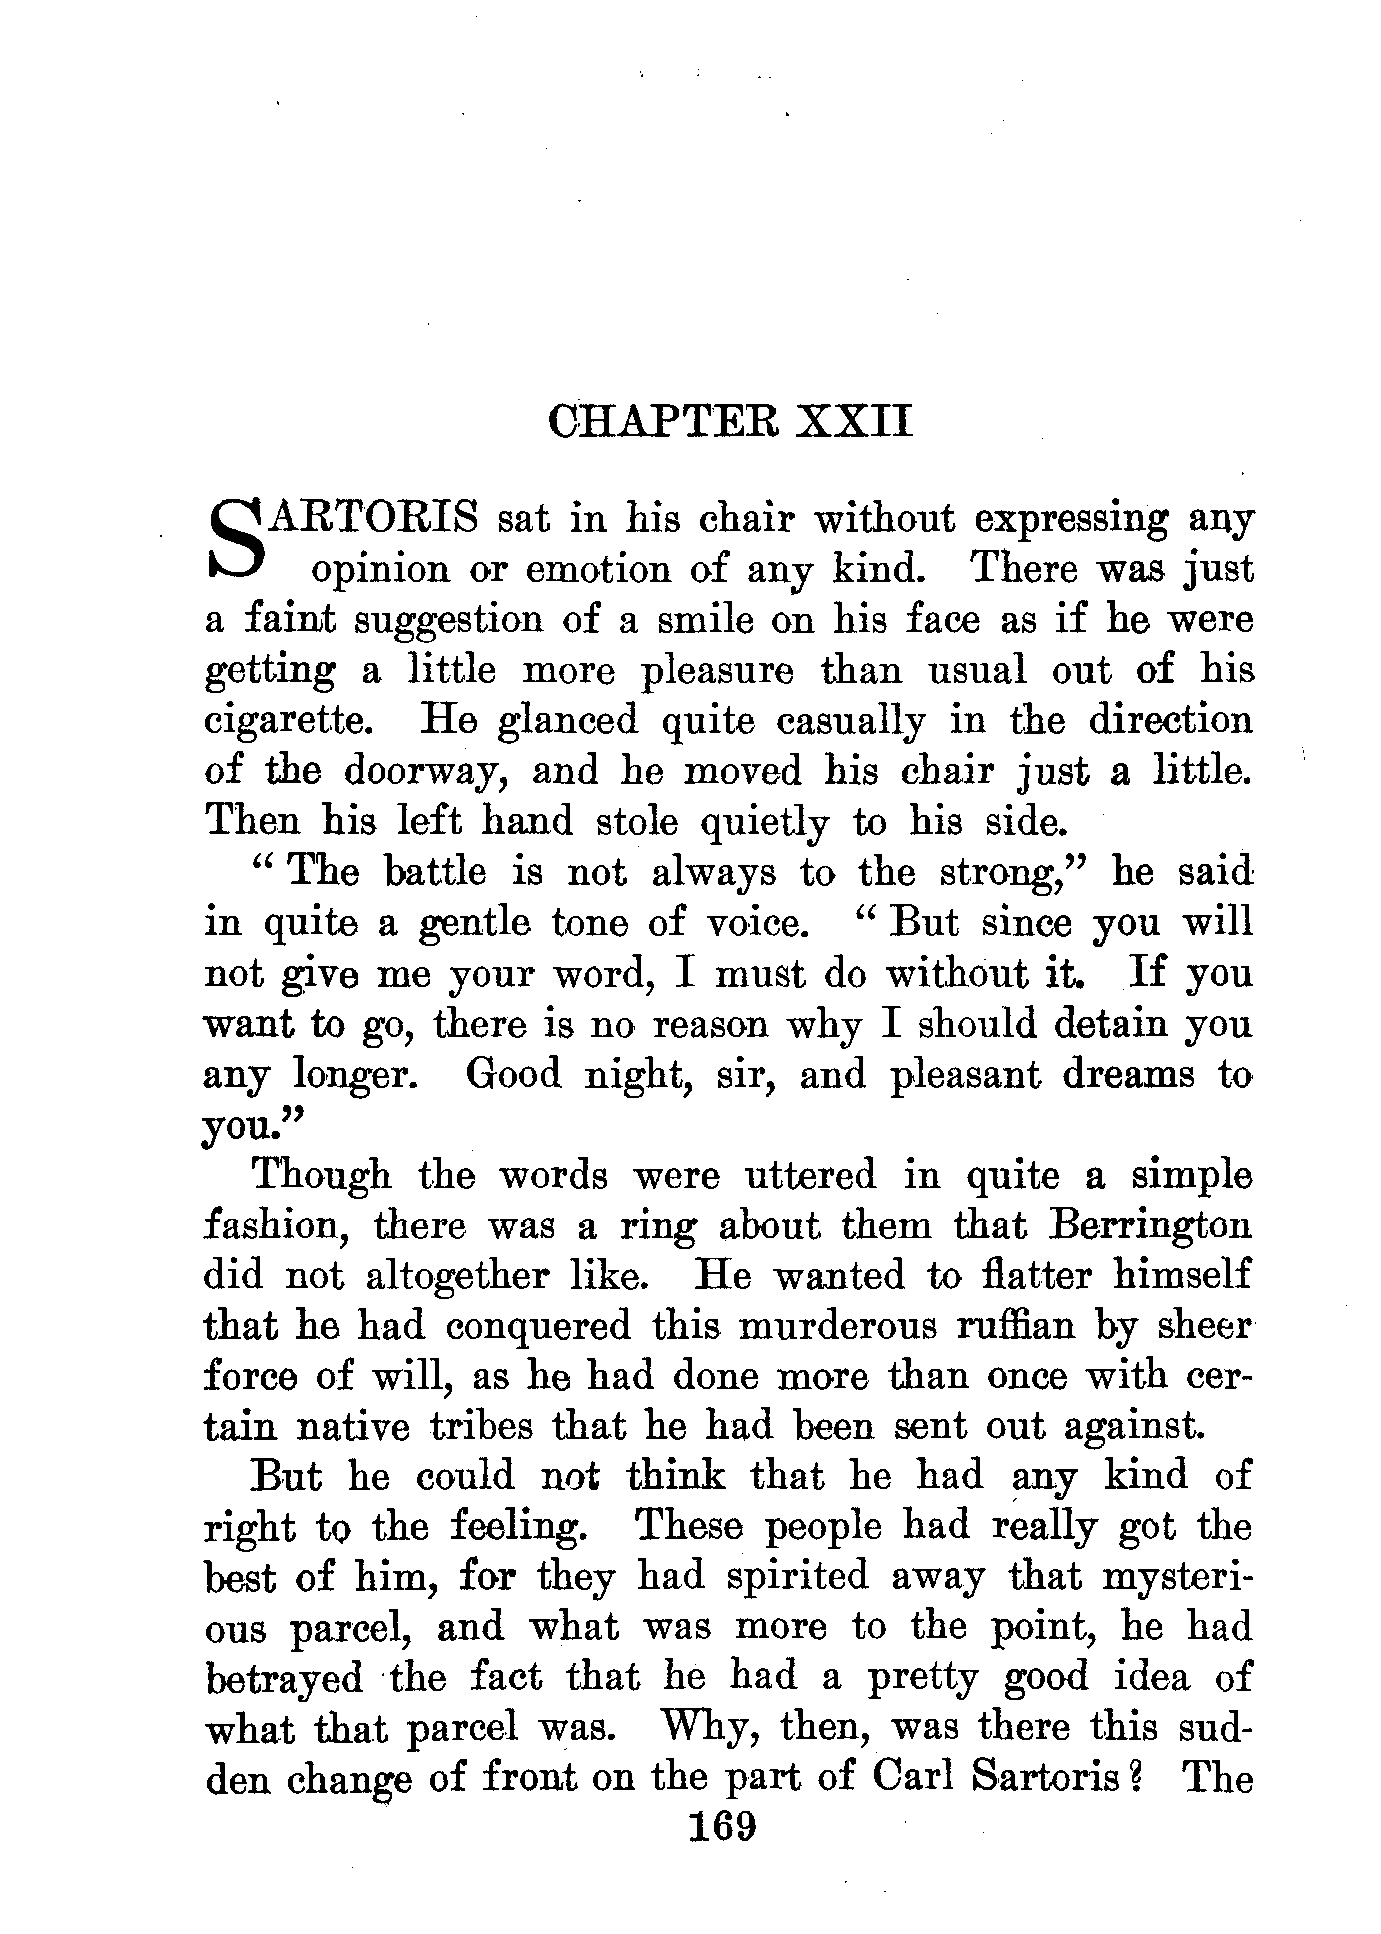 CHAPTER XXII
SARTORIS sat in his chair without expressing any
opinion or emotion of any kind. There was just
a faint suggestion of a smile on his face as if he were
getting a little more pleasure than usual out of his
cigarette. He glanced quite casually in the direction
of the doorway, and he moved his chair just a little.
Then his left hand stole quietly to his side.
“ The battle is not always to the strong,” he said
in quite a gentle tone of voice. “ But since you will
not give me your word, I must do without it. If you
want to go, there is no reason why I should detain you
any longer. Good night, sir, and pleasant dreams to
you.”
Though the words were uttered in quite a simple
fashion, there was a ring about them that Berrington
did not altogether like. He wanted to flatter himself
that he had conquered this murderous ruffian by sheer
force of will, as he had done more than once with cer-
tain native tribes that he had been sent out against.
But he could not think that he had any kind of
right to the feeling. These people had really got the
best of him, for they had spirited away that mysteri-
ous parcel, and what was more to the point, he had
betrayed the fact that he had a pretty good idea of
what that parcel was. Why, then, was there this sud-
den change of front on the part of Carl Sartoris? The
169